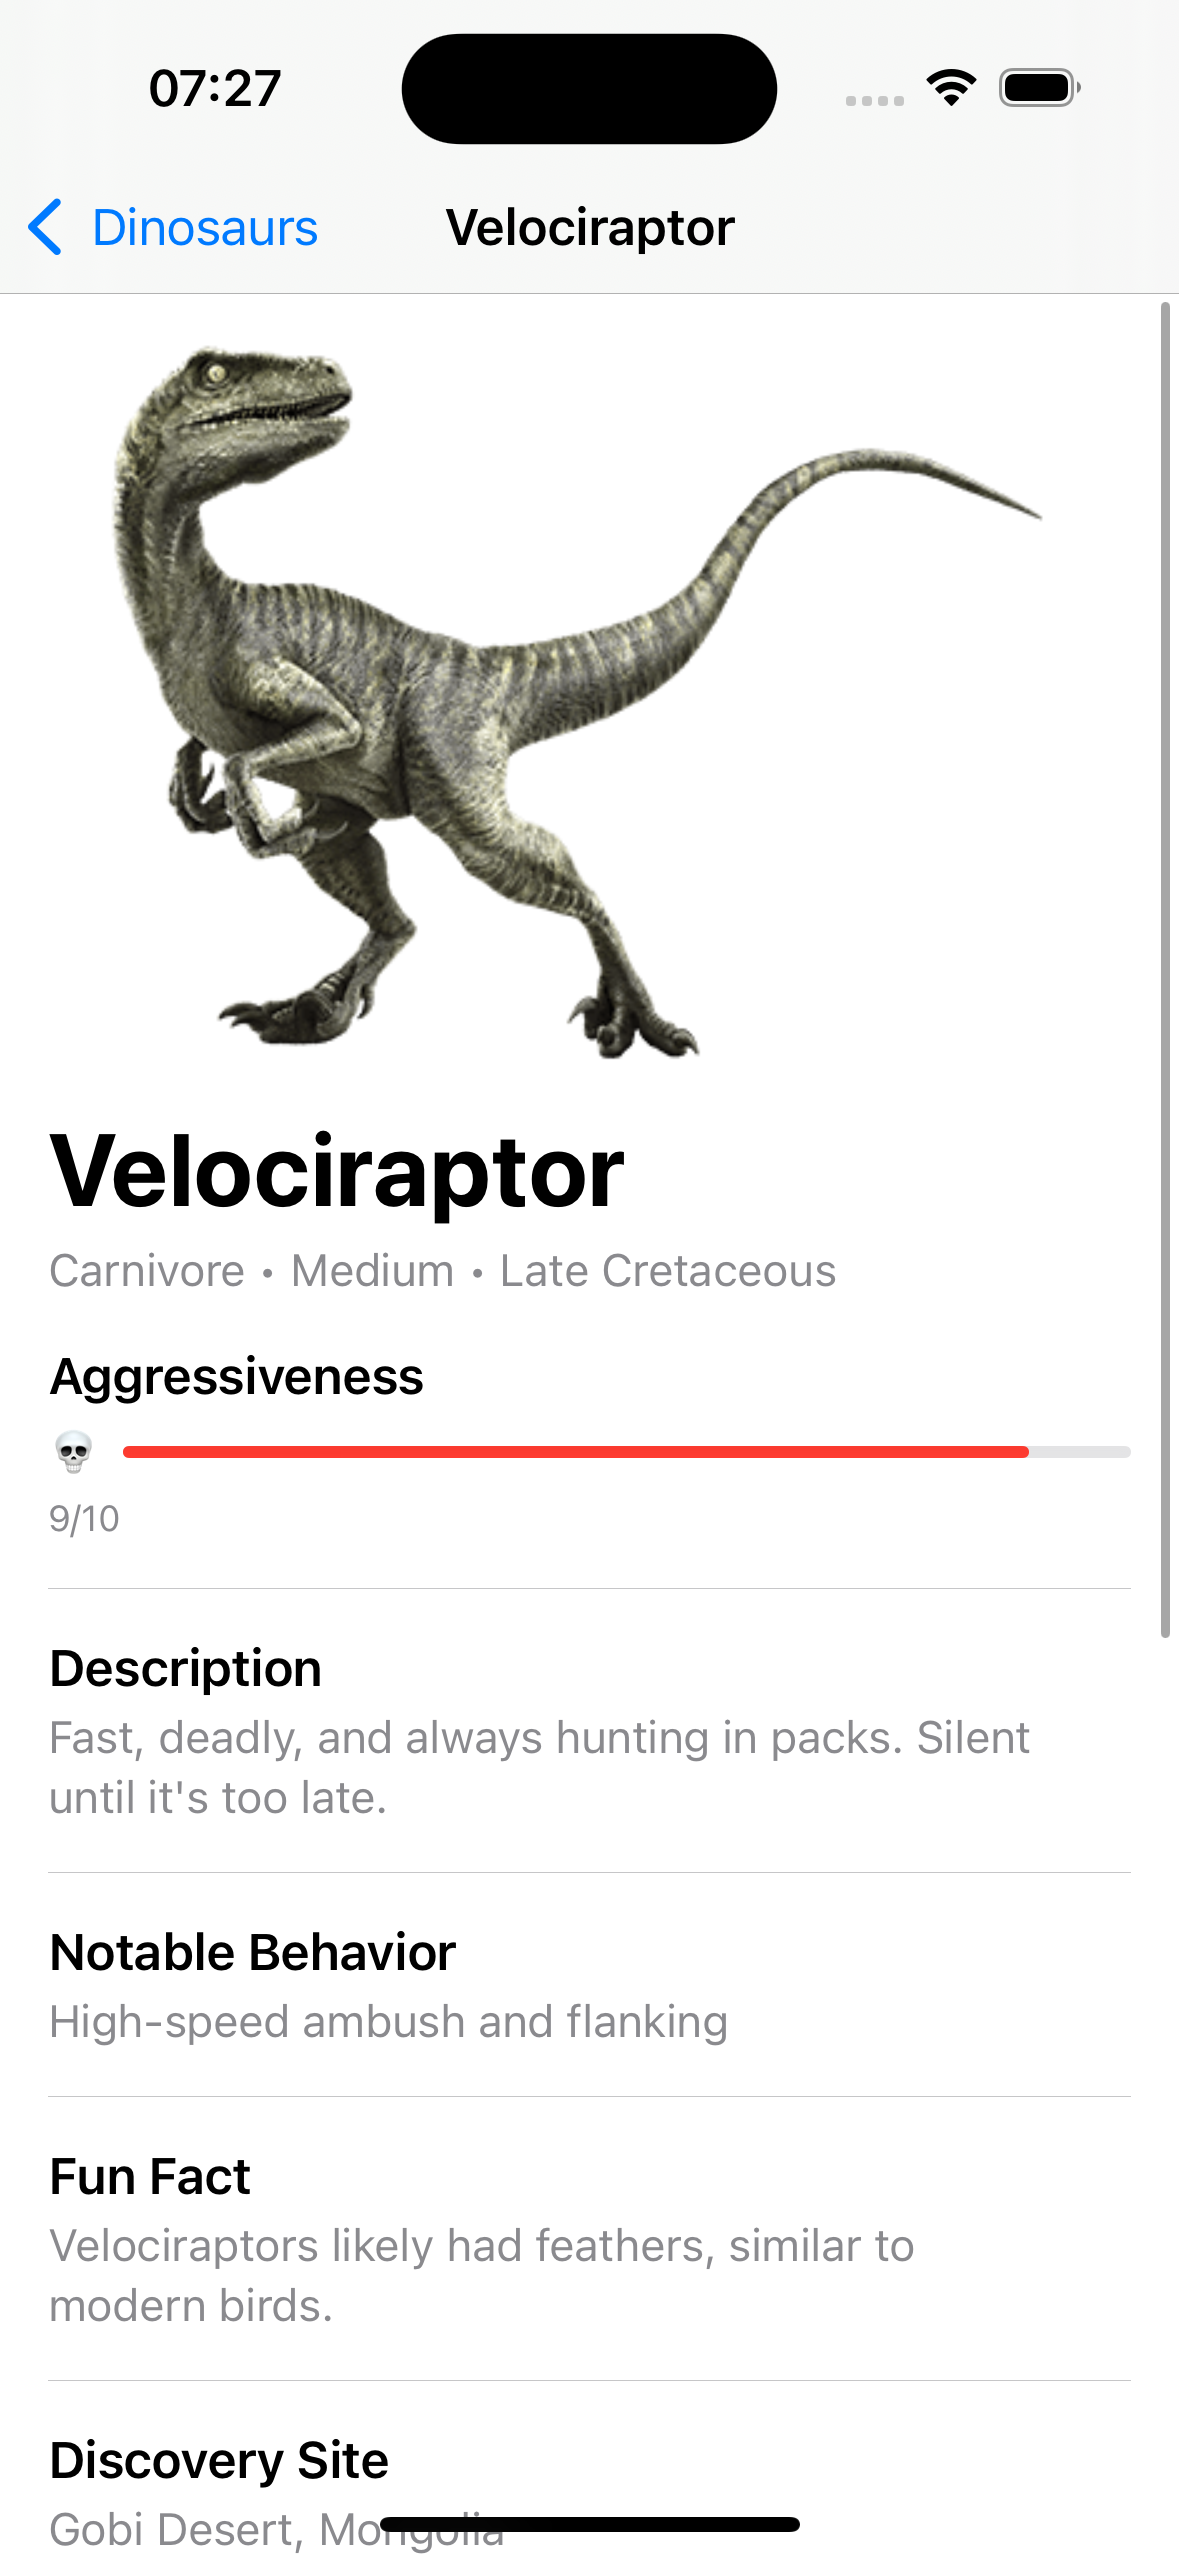 07:27
Dinosaurs
Velociraptor
Velociraptor
Carnivore • Medium • Late Cretaceous
Aggressiveness
💀
9/10
Description
Fast, deadly, and always hunting in packs. Silent
until it's too late.
Notable Behavior
High-speed ambush and flanking
Fun Fact
Velociraptors likely had feathers, similar to
modern birds.
Discovery Site
Gobi Desert, Mongolia